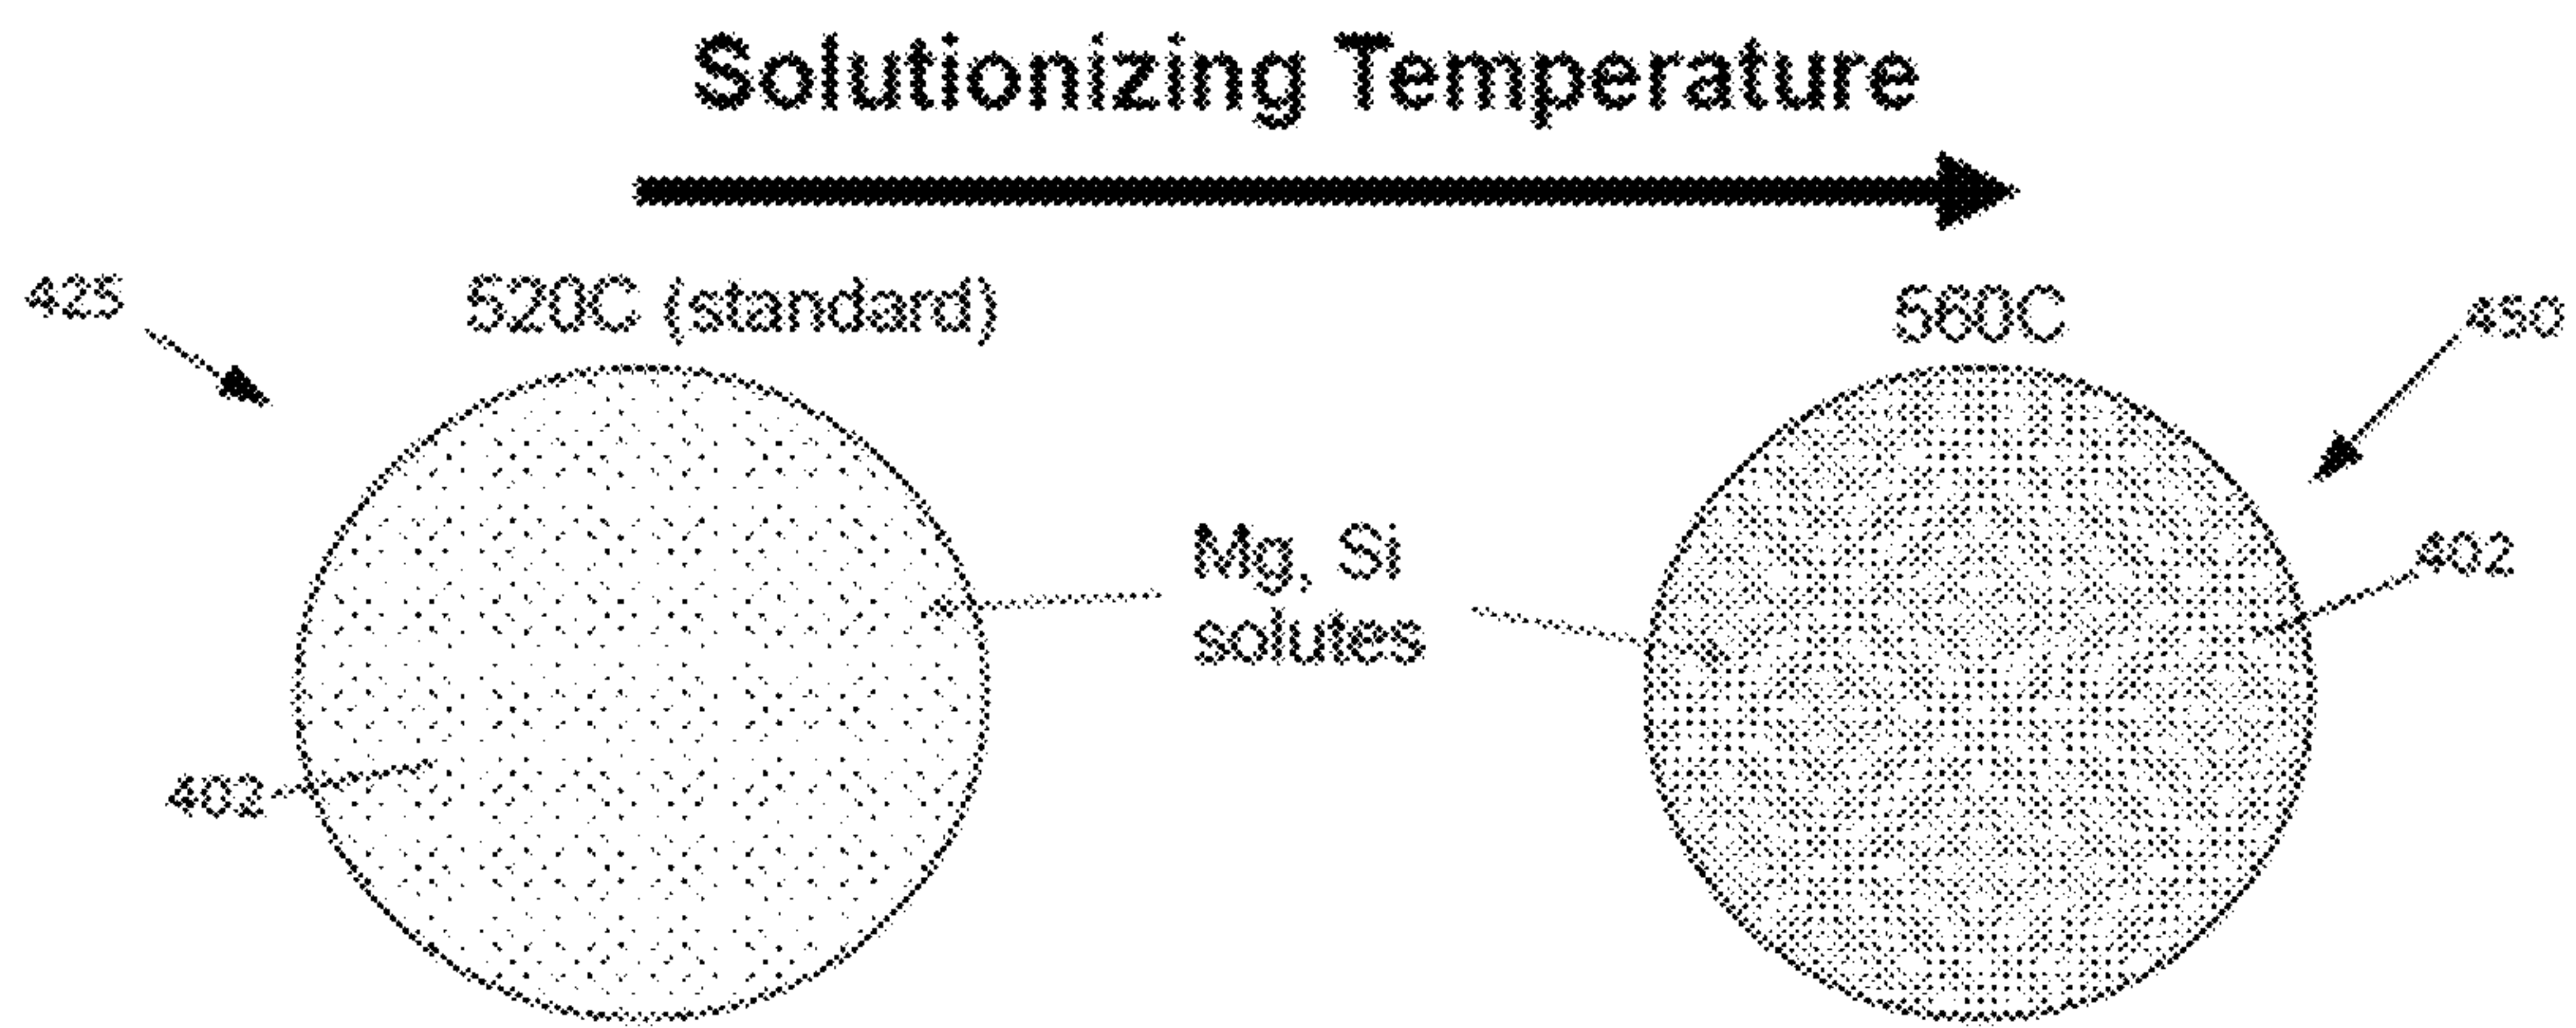 Solutionizing Temperature
425
520C (standard)
560C
450
Mg, Si
solutes
402
402